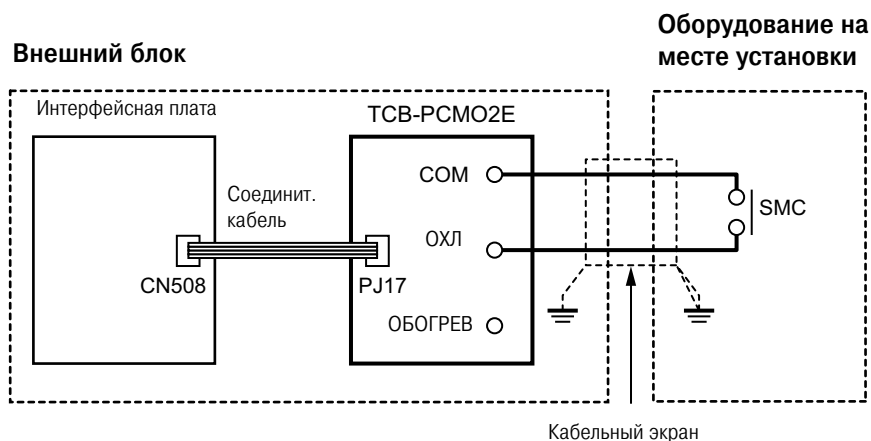 Внешний блок
Оборудование на
месте установки
Интерфейсная плата
TCB-PCMO2E
COM
Соединит.
кабель
ОХЛ
SMC
CN508
PJ17
ОБОГРЕВ
Кабельный экран